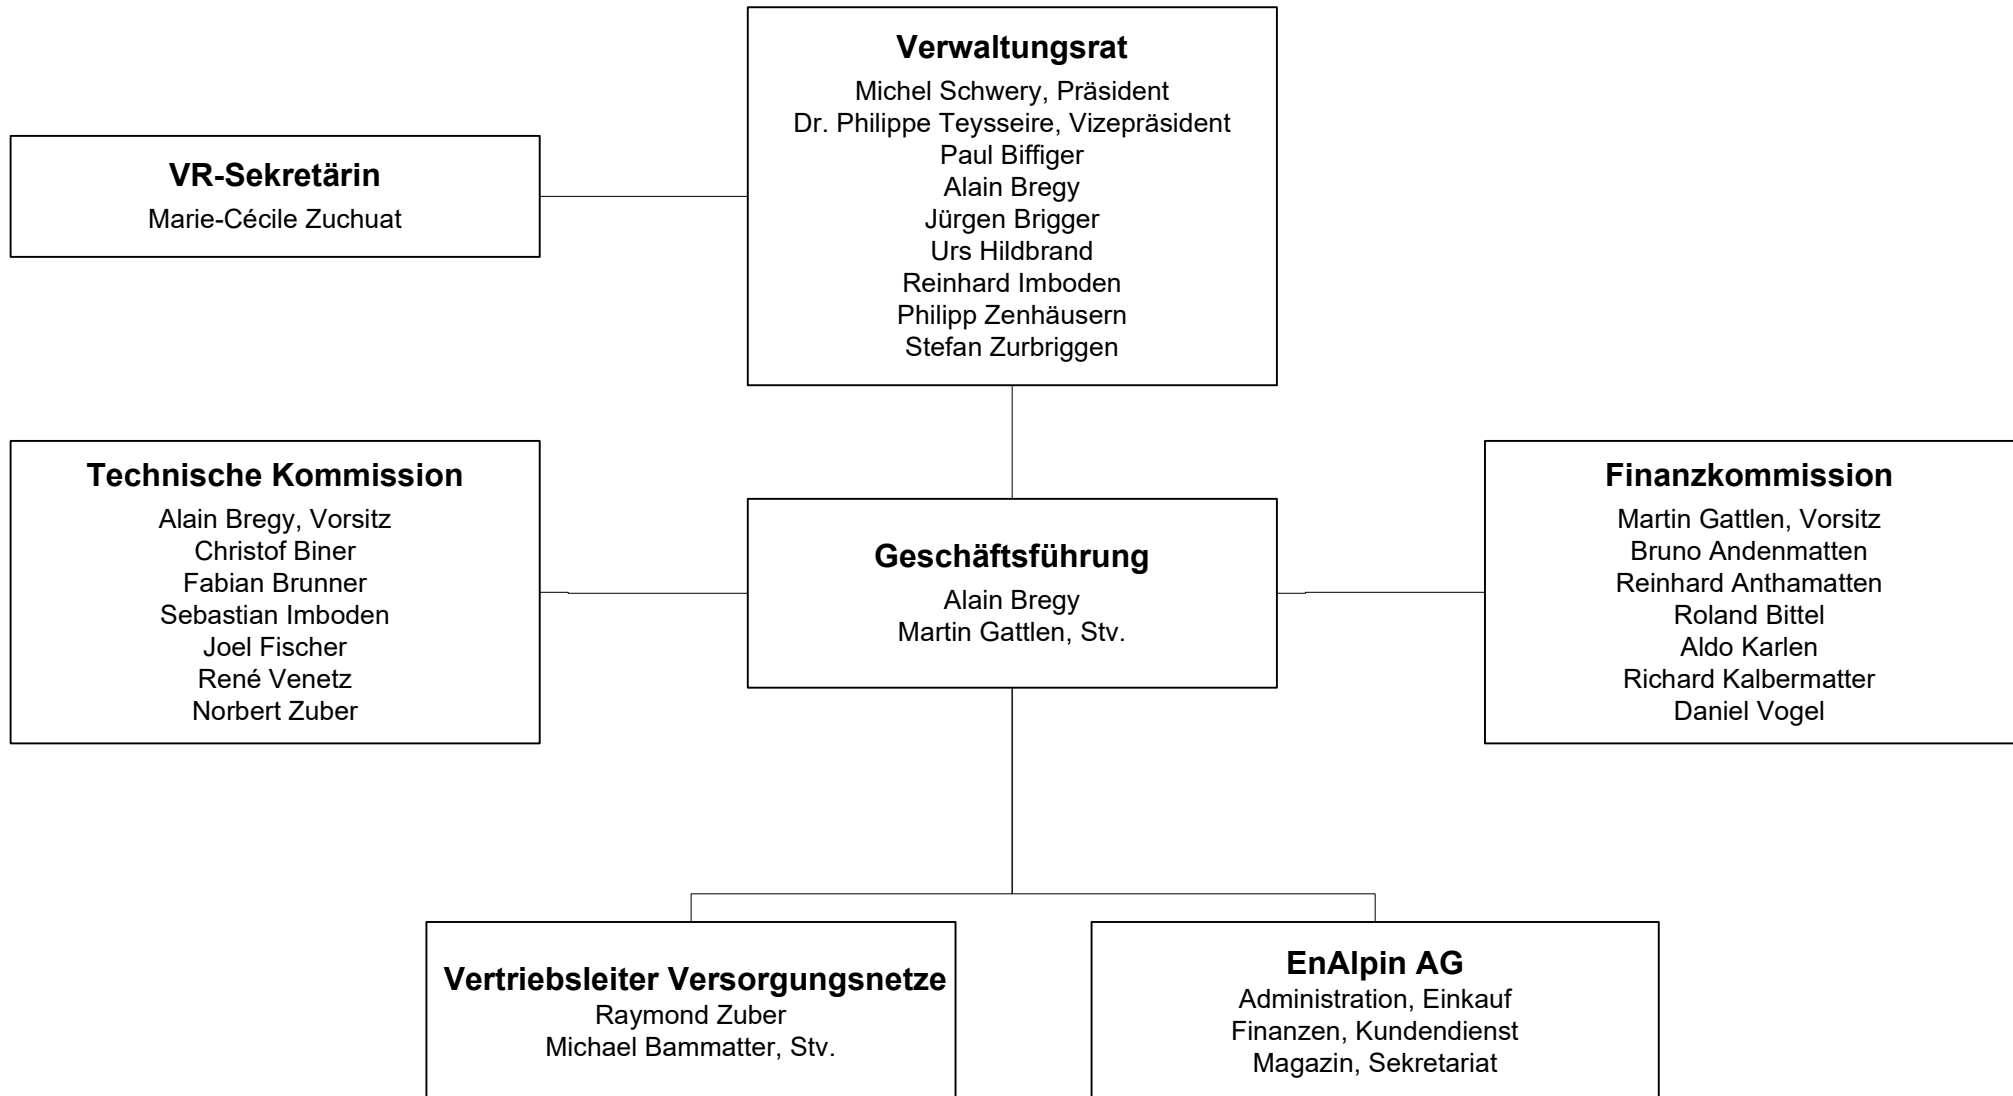 Verwaltungsrat
Michel Schwery, Präsident
Dr. Philippe Teysseire, Vizepräsident
Paul Biffiger
Alain Bregy
Jürgen Brigger
Urs Hildbrand
Reinhard Imboden
Philipp Zenhäusern
Stefan Zurbriggen
VR-Sekretärin
Marie-Cécile Zuchuat
Technische Kommission
Alain Bregy, Vorsitz
Christof Biner
Fabian Brunner
Sebastian Imboden
Joel Fischer
René Venetz
Norbert Zuber
Geschäftsführung
Alain Bregy
Martin Gattlen, Stv.
Finanzkommission
Martin Gattlen, Vorsitz
Bruno Andenmatten
Reinhard Anthamatten
Roland Bittel
Aldo Karlen
Richard Kalbermatter
Daniel Vogel
Vertriebsleiter Versorgungsnetze
Raymond Zuber
Michael Bammatter, Stv.
EnAlpin AG
Administration, Einkauf
Finanzen, Kundendienst
Magazin, Sekretariat